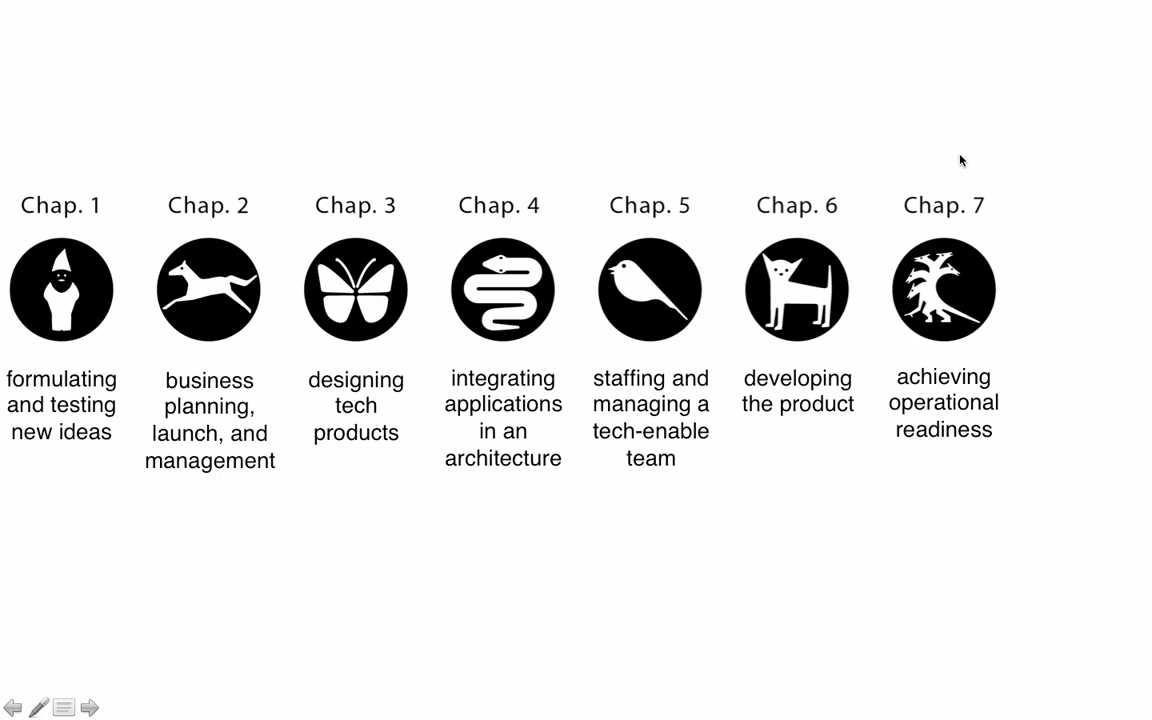 Chap. 1
formulating
and testing
new ideas
Chap. 2
business
planning,
launch, and
management
Chap. 3
designing
tech
products
Chap. 4
integrating
applications
in an
architecture
Chap. 5
staffing and
managing a
tech-enable
team
Chap. 6
developing
the product
Chap. 7
achieving
operational
readiness